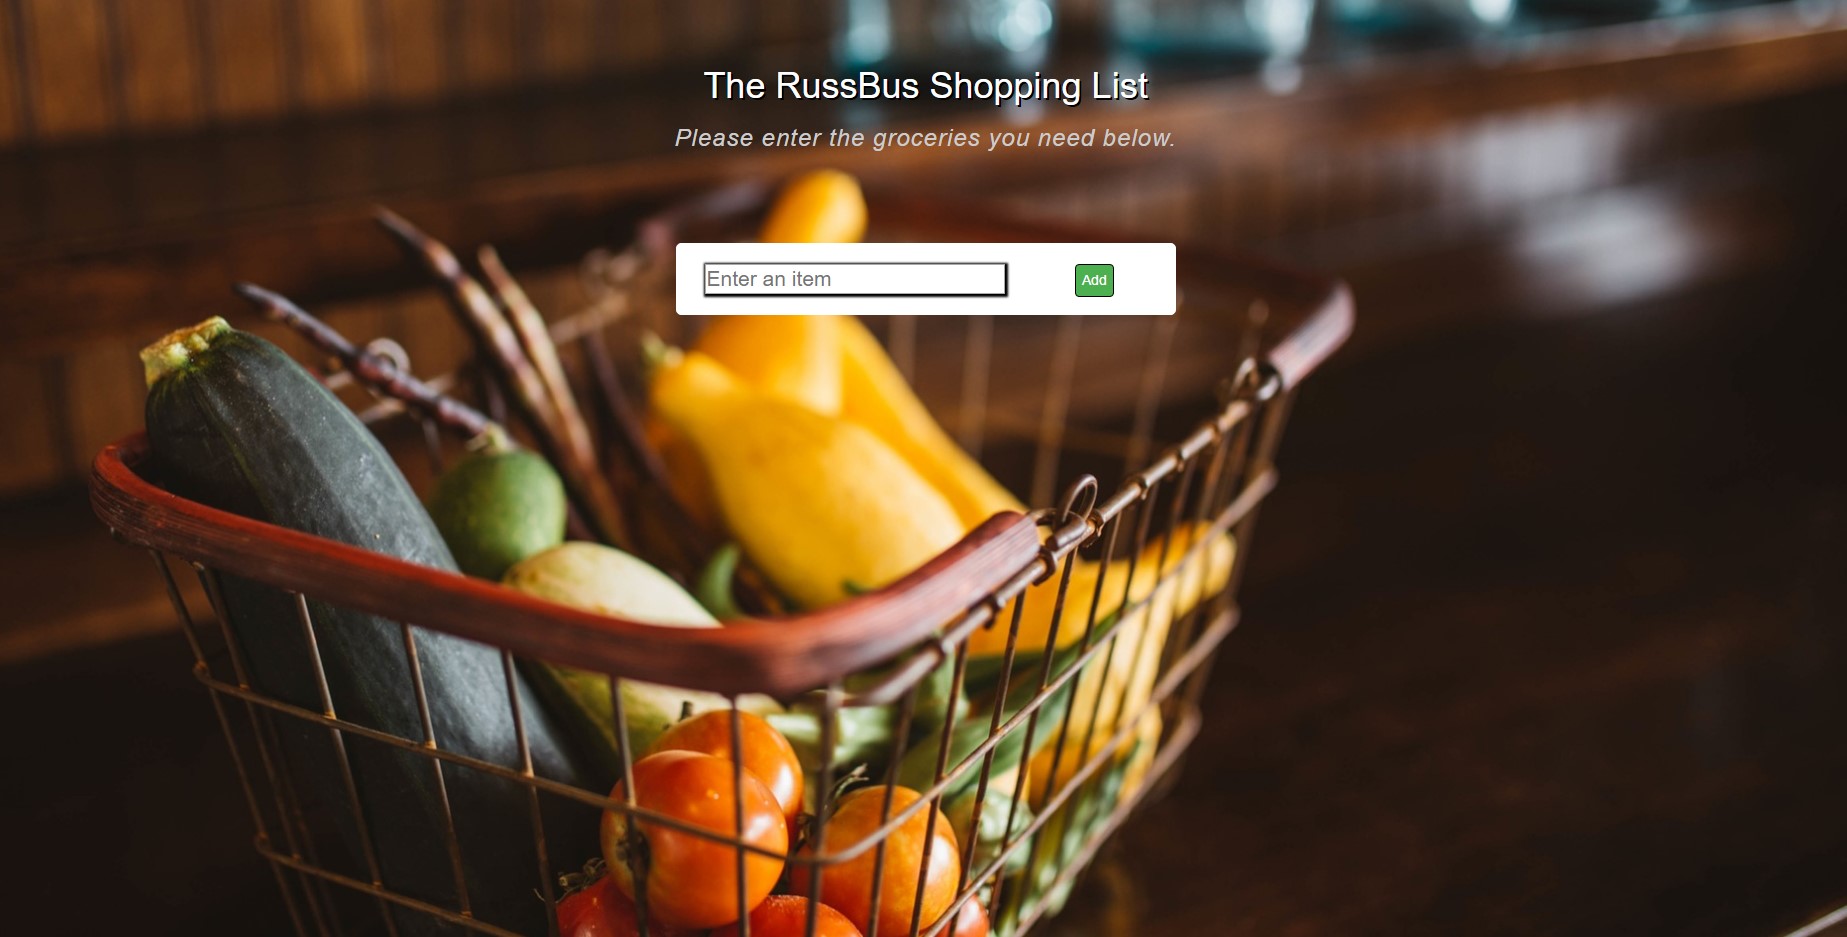 The RussBus Shopping List
Please enter the groceries you need below.
Enter an item
Add